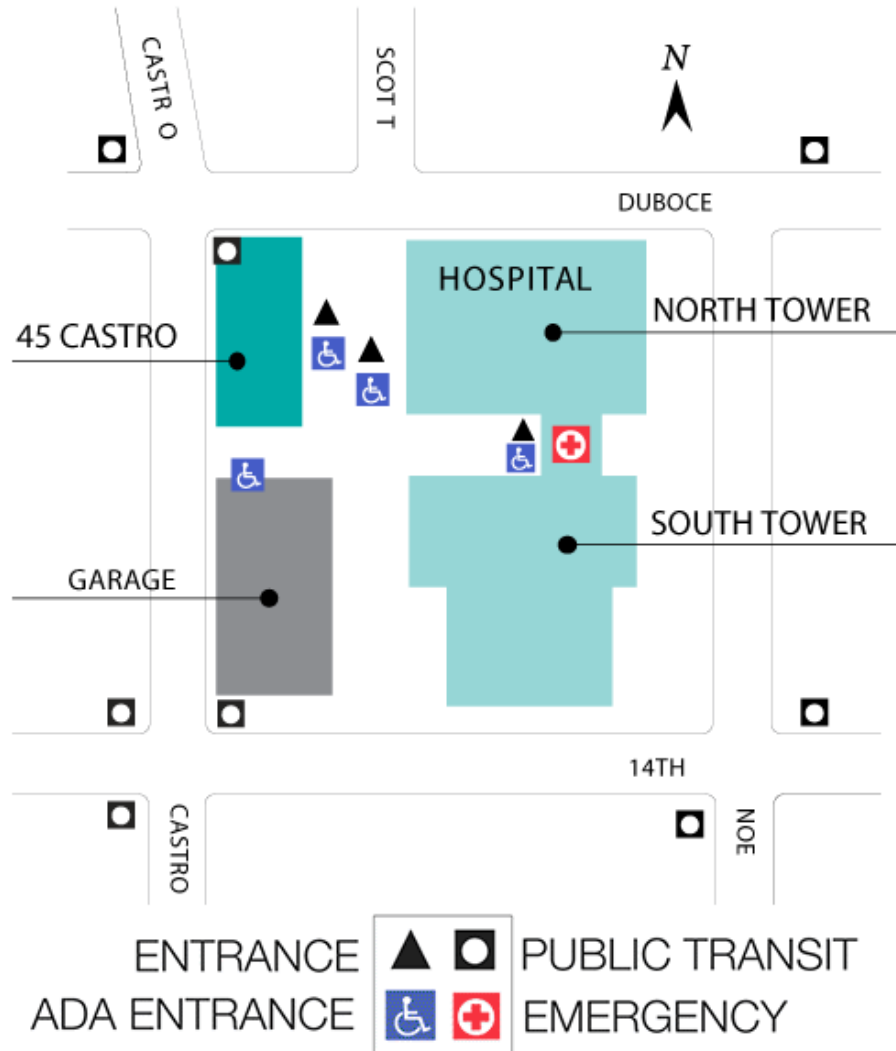 CASTR O
SCOT T
N
DUBOCE
HOSPITAL
NORTH TOWER
45 CASTRO
SOUTH TOWER
GARAGE
14TH
CASTRO
NOE
ENTRANCE
PUBLIC TRANSIT
ADA ENTRANCE
EMERGENCY